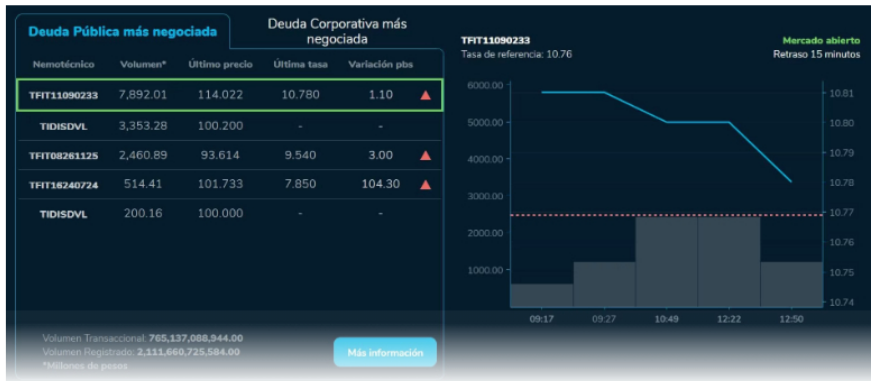 Deuda Pública más negociada
Deuda Corporativa más
negociada
Nemotécnico Volumen* Último precio Última tasa Variación pbs
TFIT11090233 7,892.01 114.022 10.780 1.10
TIDISDVL 3,353.28 100.200 - -
TFIT08261125 2,460.89 93.614 9.540 3.00
TFIT16240724 514.41 101.733 7.850 104.30
TIDISDVL 200.16 100.000 - -
Volumen Transaccional: 765,137,088,944.00
Volumen Registrado: 2,111,660,725,584.00
*Millones de pesos
Más información
TFIT11090233
Tasa de referencia: 10.76
Mercado abierto
Retraso 15 minutos
6000.00
5000.00
4000.00
3000.00
2000.00
1000.00
10.81
10.80
10.79
10.78
10.77
10.76
10.75
10.74
09:17 09:27 10:49 12:22 12:50